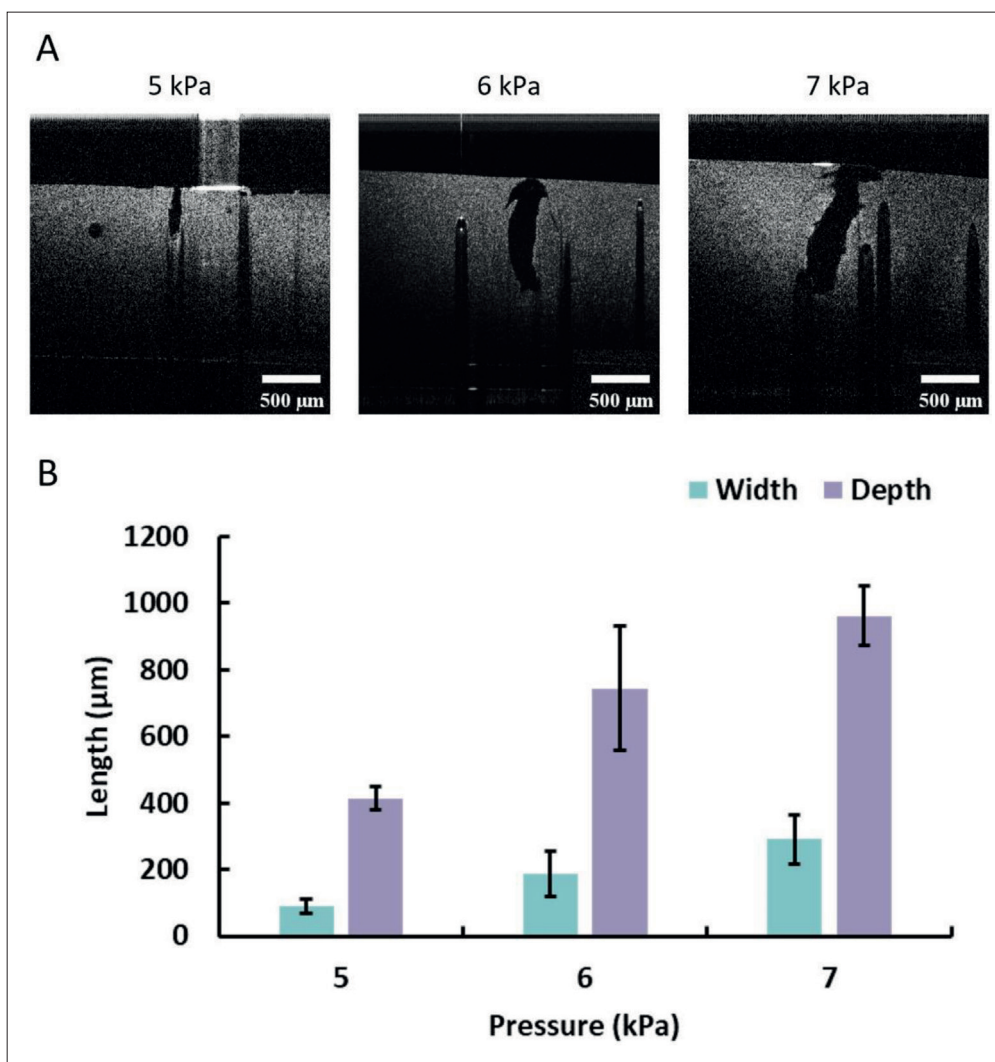 A
5 kPa 6 kPa 7 kPa
500 µm 500 µm 500 µm
B
Width Depth
1200
1000
800
600
400
200
0
Length (µm)
5 6 7
Pressure (kPa)